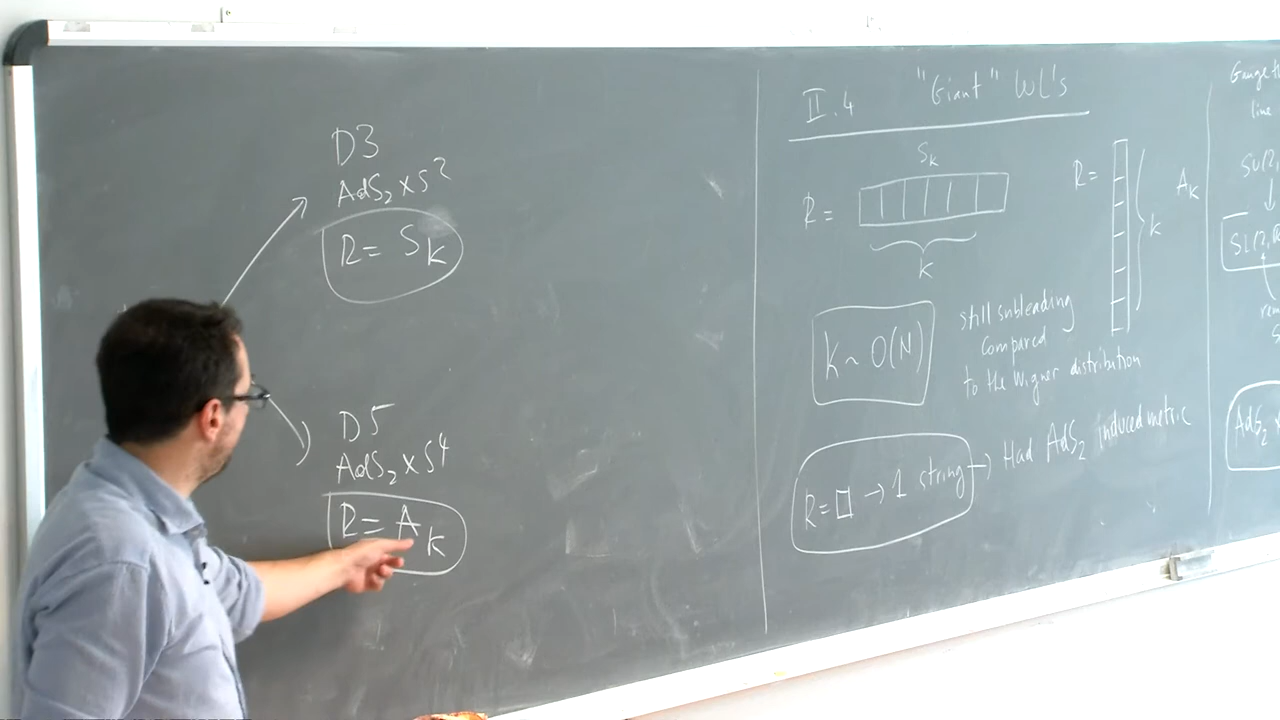 D3
AdS₂ x S²
R = S_K
D5
AdS₂ x S⁴
R = A_K
II.4 "Giant" WL's
S_K
R =
K
R =
K
A_K
k ~ O(N)
still subleading
compared
to the Wigner distribution
R = □ → 1 string → Had AdS₂ induced metric
Gauge
line
SU(2,
↓
SL(2,
AdS₂ x